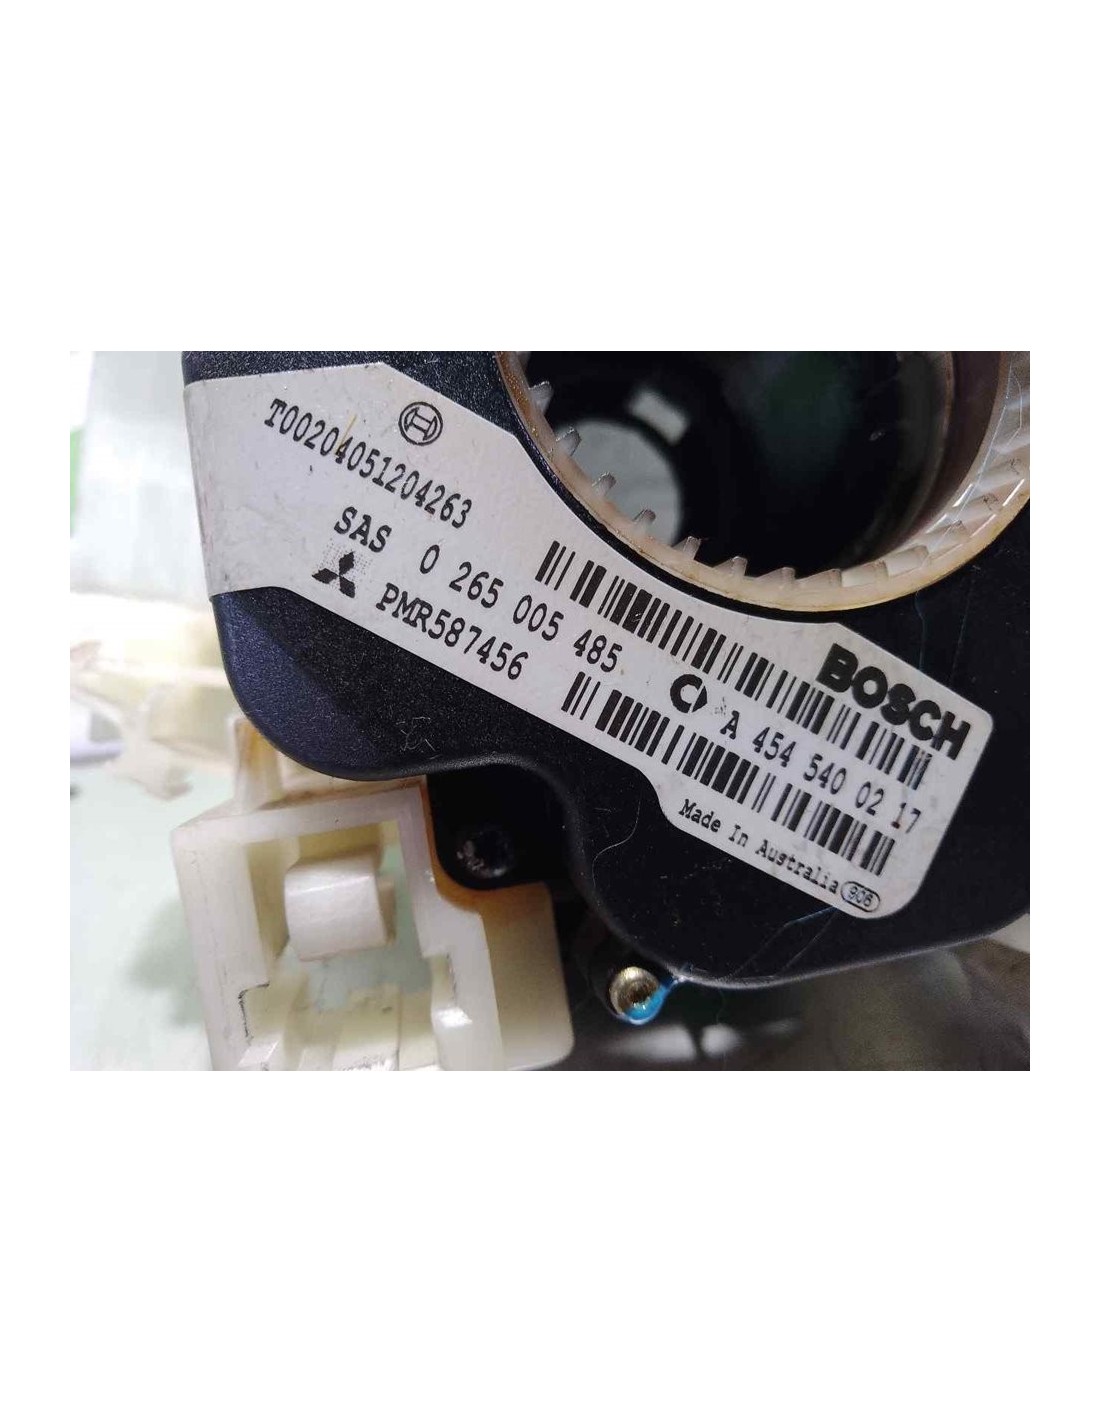 T00204051204263
SAS 0 265 005 485
PMR587456
BOSCH
A 454 540 02 17
Made In Australia 906